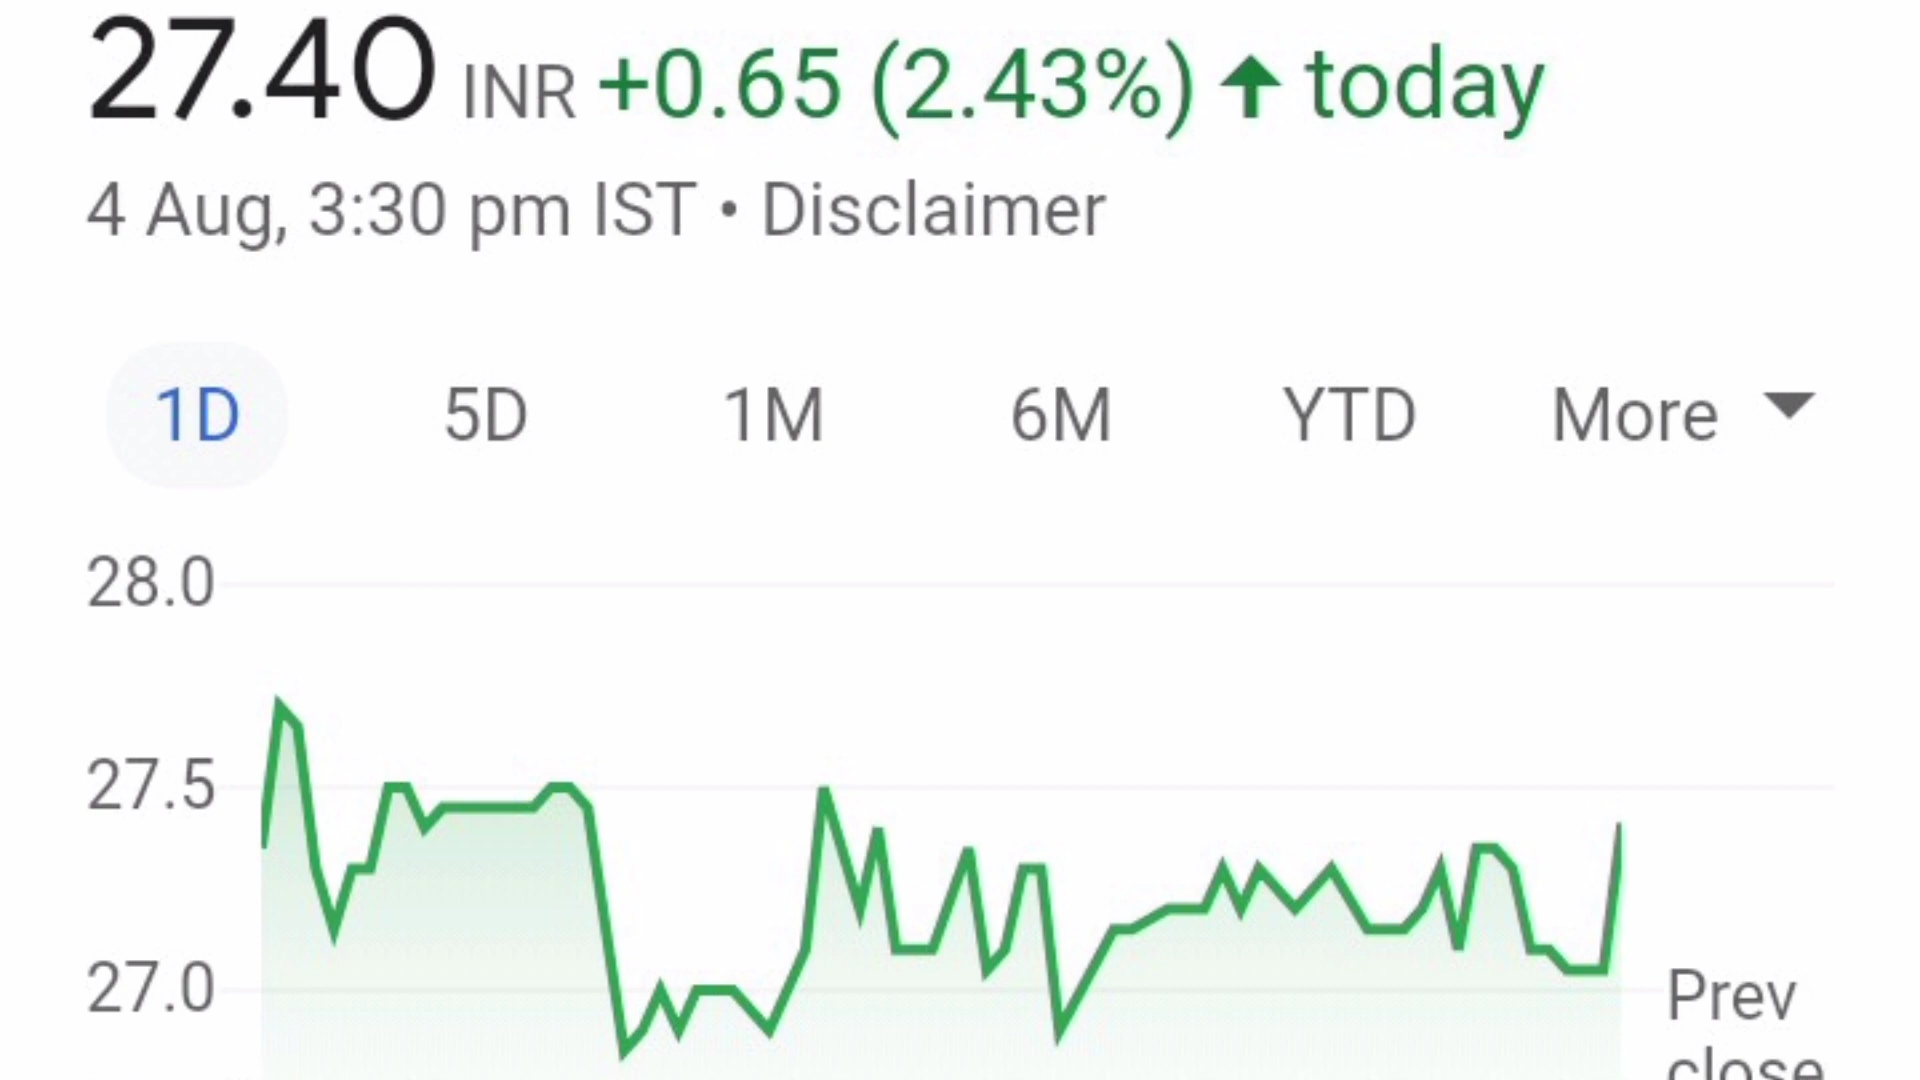 27.40 INR +0.65 (2.43%) ↑ today
4 Aug, 3:30 pm IST • Disclaimer
1D 5D 1M 6M YTD More
28.0
27.5
27.0
Prev
close